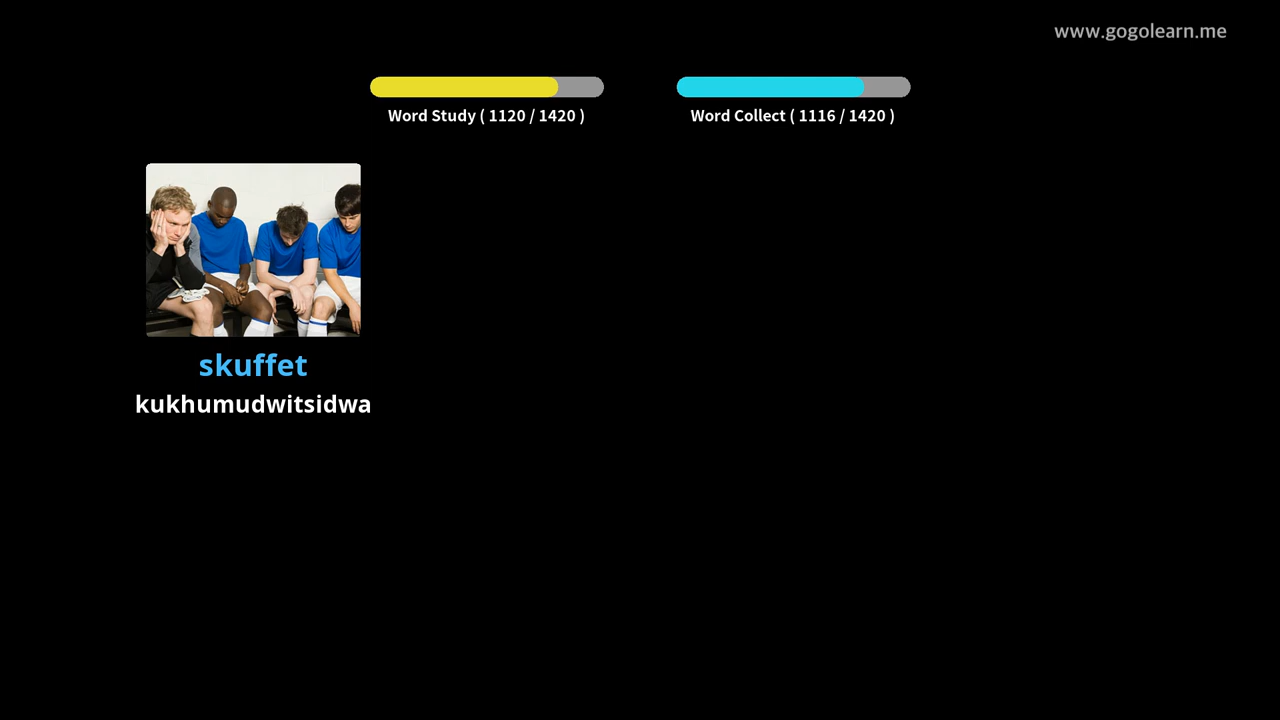 www.gogolearn.me
Word Study ( 1120 / 1420 )
Word Collect ( 1116 / 1420 )
skuffet
kukhumudwitsidwa